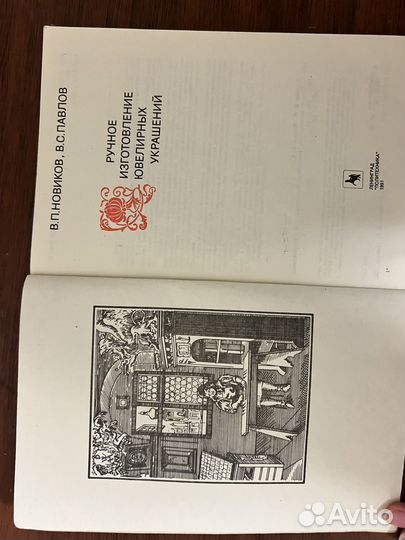 В.П.НОВИКОВ, В.С.ПАВЛОВ
РУЧНОЕ
ИЗГОТОВЛЕНИЕ
ЮВЕЛИРНЫХ
УКРАШЕНИЙ
ЛЕНИНГРАД
"ПОЛИТЕХНИКА"
1991
Avito